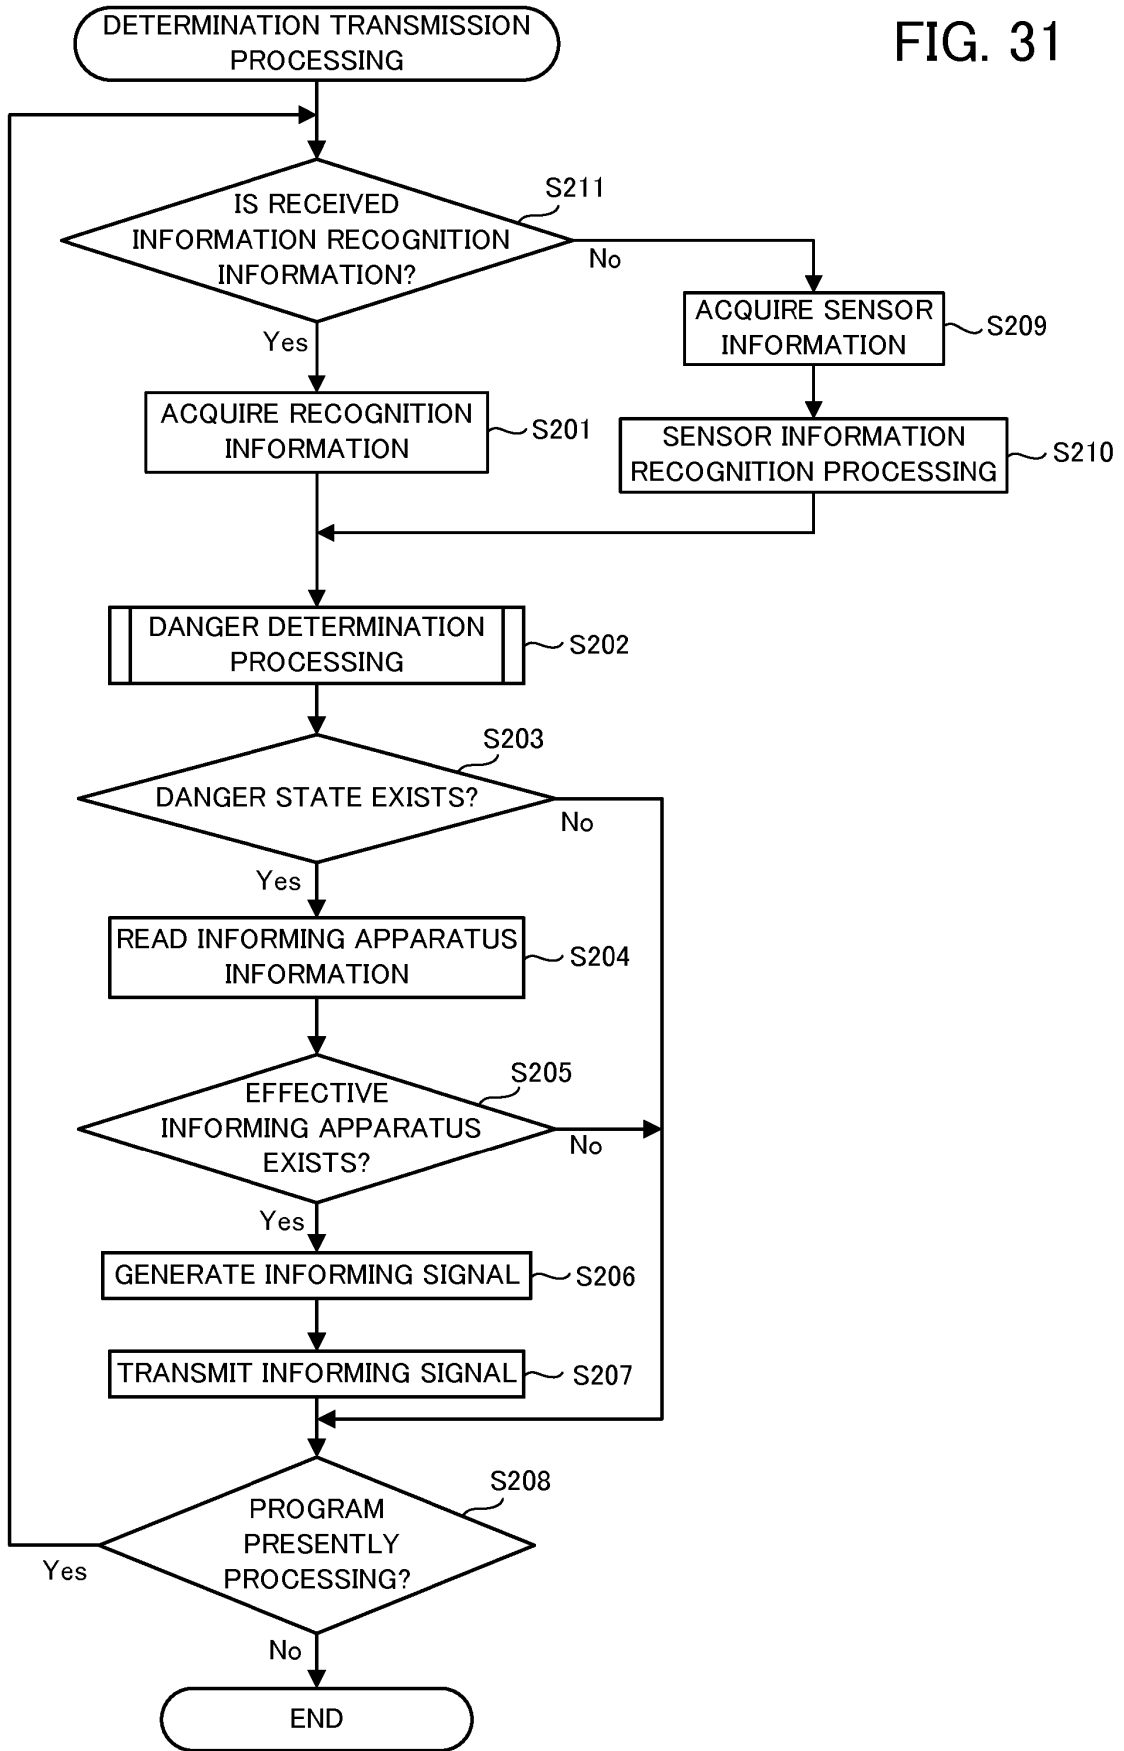 DETERMINATION TRANSMISSION
PROCESSING
FIG. 31
IS RECEIVED
INFORMATION RECOGNITION
INFORMATION?
S211
No
Yes
ACQUIRE SENSOR
INFORMATION
S209
ACQUIRE RECOGNITION
INFORMATION
S201
SENSOR INFORMATION
RECOGNITION PROCESSING
S210
DANGER DETERMINATION
PROCESSING
S202
S203
DANGER STATE EXISTS?
No
Yes
READ INFORMING APPARATUS
INFORMATION
S204
S205
EFFECTIVE
INFORMING APPARATUS
EXISTS?
No
Yes
GENERATE INFORMING SIGNAL
S206
TRANSMIT INFORMING SIGNAL
S207
S208
PROGRAM
PRESENTLY
PROCESSING?
Yes
No
END